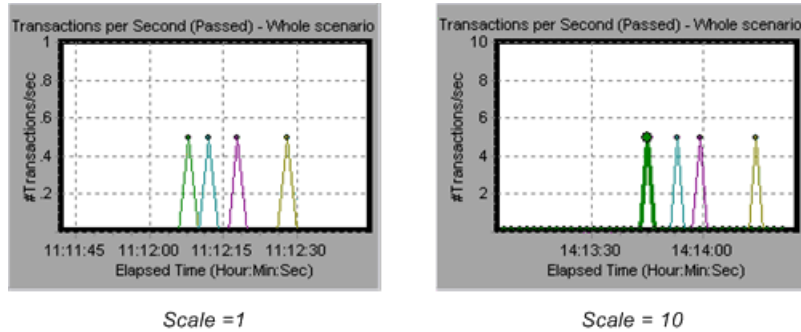 Transactions per Second (Passed) - Whole scenario
1
.8
.6
.4
.2
#Transactions/sec
11:11:45 11:12:00 11:12:15 11:12:30
Elapsed Time (Hour:Min:Sec)
Scale =1
Transactions per Second (Passed) - Whole scenario
10
8
6
4
2
#Transactions/sec
14:13:30 14:14:00
Elapsed Time (Hour:Min:Sec)
Scale = 10